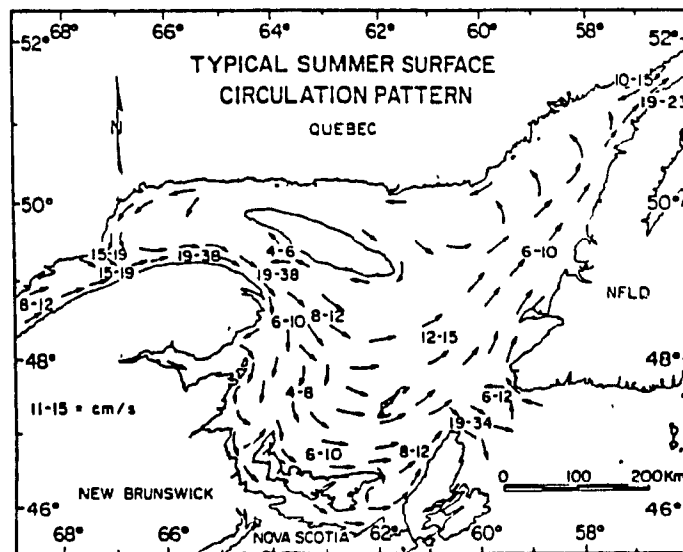 68° 66° 64° 62° 60° 58°
52°
52°
TYPICAL SUMMER SURFACE
CIRCULATION PATTERN
QUEBEC
N
10-15
19-23
50°
50°
15-19
15-19
19-38
4-6
19-38
6-10
8-12
NFLD
6-10
8-12
12-15
48°
48°
4-8
6-12
11-15 = cm/s
19-34
6-10
8-12
0 100 200 Km
NEW BRUNSWICK
46°
46°
NOVA SCOTIA
68° 66° 64° 62° 60° 58°